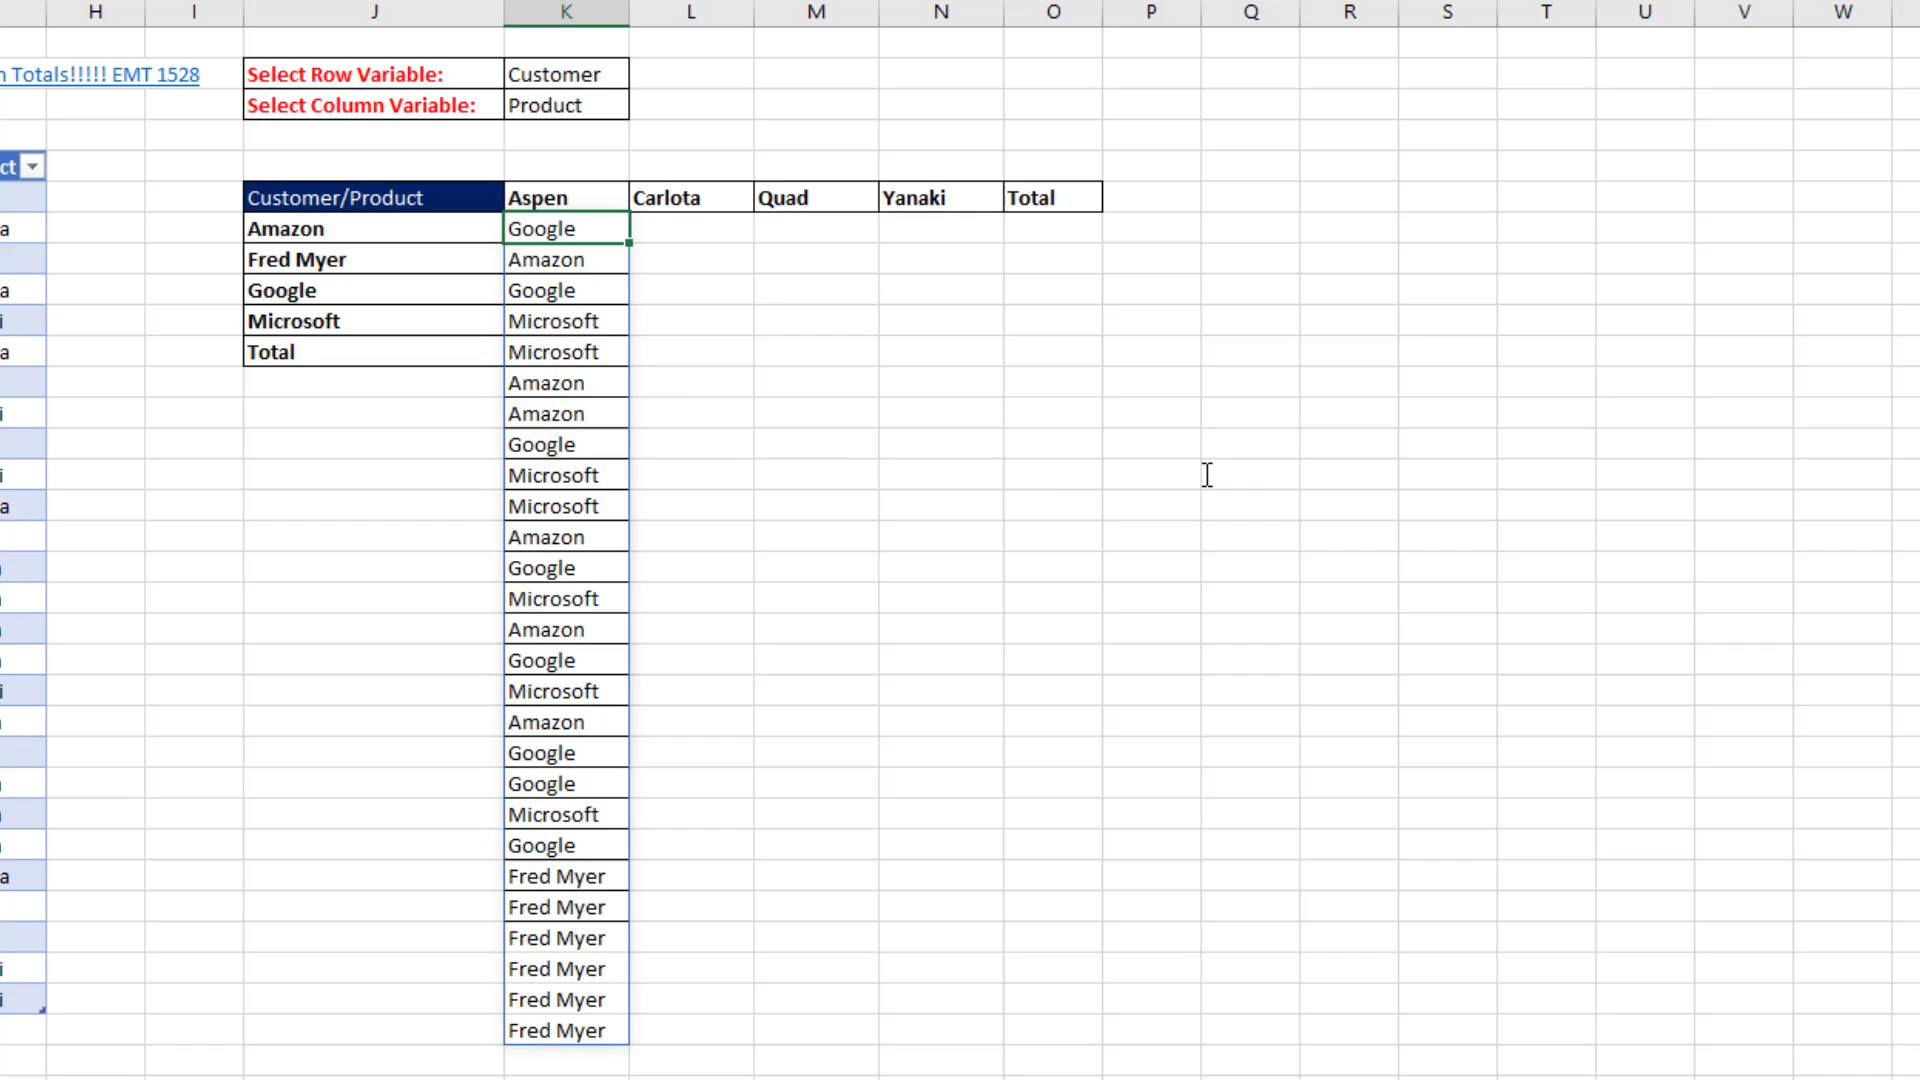 H I J K L M N O P Q R S T U V W
n Totals!!!!! EMT 1528 Select Row Variable: Customer
Select Column Variable: Product
ct
Customer/Product Aspen Carlota Quad Yanaki Total
a Amazon Google
Fred Myer Amazon
a Google Google
i Microsoft Microsoft
a Total Microsoft
Amazon
i Amazon
Google
i Microsoft
a Microsoft
Amazon
Google
Microsoft
Amazon
Google
i Microsoft
Amazon
Google
Google
Microsoft
Google
a Fred Myer
Fred Myer
Fred Myer
i Fred Myer
i Fred Myer
Fred Myer